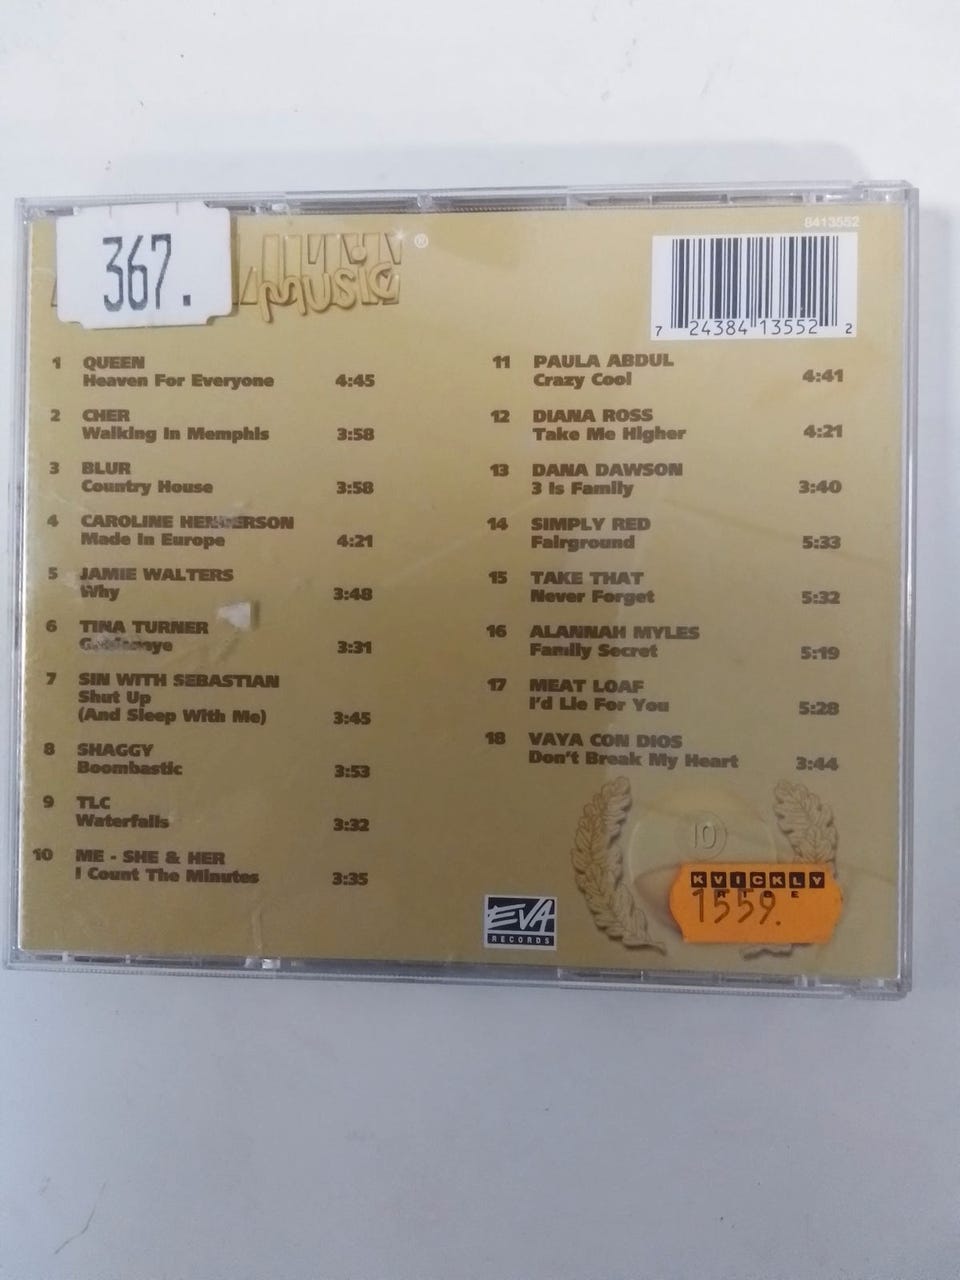 367.
music®
8413552
7 24384 13552 2
1 QUEEN
Heaven For Everyone 4:45
2 CHER
Walking In Memphis 3:58
3 BLUR
Country House 3:58
4 CAROLINE HENDERSON
Made In Europe 4:21
5 JAMIE WALTERS
Why 3:48
6 TINA TURNER
3:31
7 SIN WITH SEBASTIAN
Shut Up
(And Sleep With Me) 3:45
8 SHAGGY
Boombastic 3:53
9 TLC
Waterfalls 3:32
10 ME - SHE & HER
I Count The Minutes 3:35
11 PAULA ABDUL
Crazy Cool 4:41
12 DIANA ROSS
Take Me Higher 4:21
13 DANA DAWSON
3 Is Family 3:40
14 SIMPLY RED
Fairground 5:33
15 TAKE THAT
Never Forget 5:32
16 ALANNAH MYLES
Family Secret 5:19
17 MEAT LOAF
I'd Lie For You 5:28
18 VAYA CON DIOS
Don't Break My Heart 3:44
10
EVA
RECORDS
KVICKLY
1559.